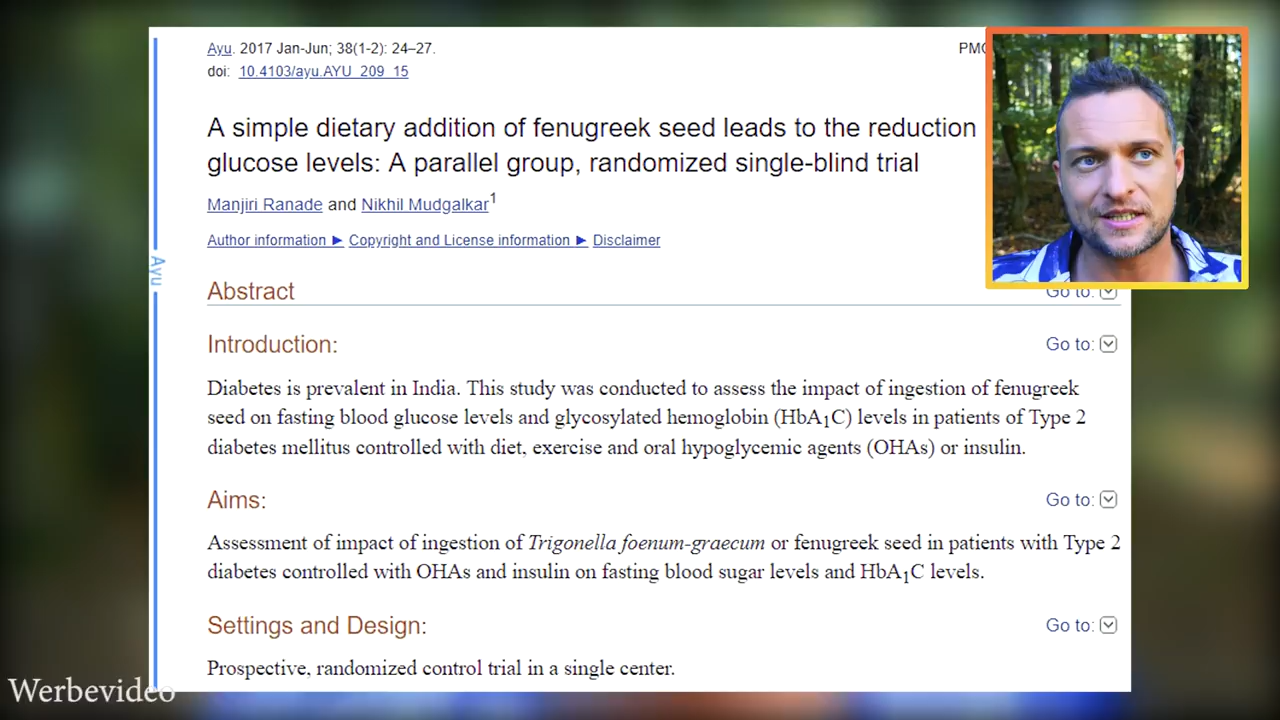 Ayu. 2017 Jan-Jun; 38(1-2): 24–27.
PMC
doi: 10.4103/ayu.AYU_209_15
A simple dietary addition of fenugreek seed leads to the reduction
glucose levels: A parallel group, randomized single-blind trial
Manjiri Ranade and Nikhil Mudgalkar1
Author information ► Copyright and License information ► Disclaimer
Ayu
Abstract
Go to:
Introduction:
Go to:
Diabetes is prevalent in India. This study was conducted to assess the impact of ingestion of fenugreek
seed on fasting blood glucose levels and glycosylated hemoglobin (HbA1C) levels in patients of Type 2
diabetes mellitus controlled with diet, exercise and oral hypoglycemic agents (OHAs) or insulin.
Aims:
Go to:
Assessment of impact of ingestion of Trigonella foenum-graecum or fenugreek seed in patients with Type 2
diabetes controlled with OHAs and insulin on fasting blood sugar levels and HbA1C levels.
Settings and Design:
Go to:
Prospective, randomized control trial in a single center.
Werbevideo